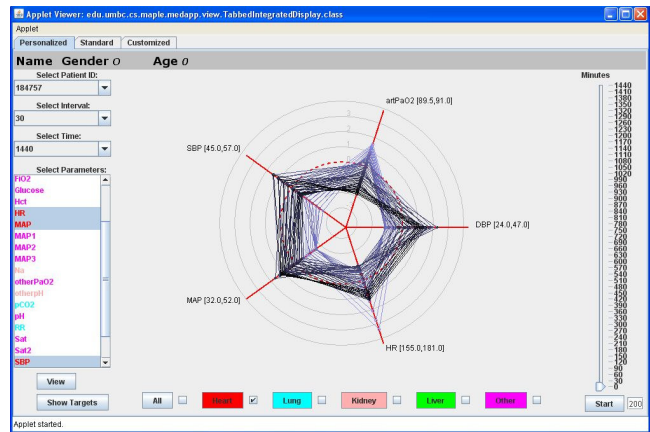 Applet Viewer: edu.umbc.cs.maple.medapp.view.TabbedIntegratedDisplay.class
Applet
Personalized Standard Customized
Name Gender O Age 0
Select Patient ID:
184757
Select Interval:
30
Select Time:
1440
Select Parameters:
FiO2
Glucose
Hct
HR
MAP
MAP1
MAP2
MAP3
Na
otherPaO2
otherpH
pCO2
pH
RR
Sat
Sat2
SBP
View
Show Targets
artPaO2 [89.5,91.0]
SBP [45.0,57.0]
DBP [24.0,47.0]
MAP [32.0,52.0]
HR [155.0,181.0]
3
2
1
All Heart Lung Kidney Liver Other
Minutes
1440
1410
1380
1350
1320
1290
1260
1230
1200
1170
1140
1110
1080
1050
1020
990
960
930
900
870
840
810
780
750
720
690
660
630
600
570
540
510
480
450
420
390
360
330
300
270
240
210
180
150
120
90
60
30
0
Start 200
Applet started.